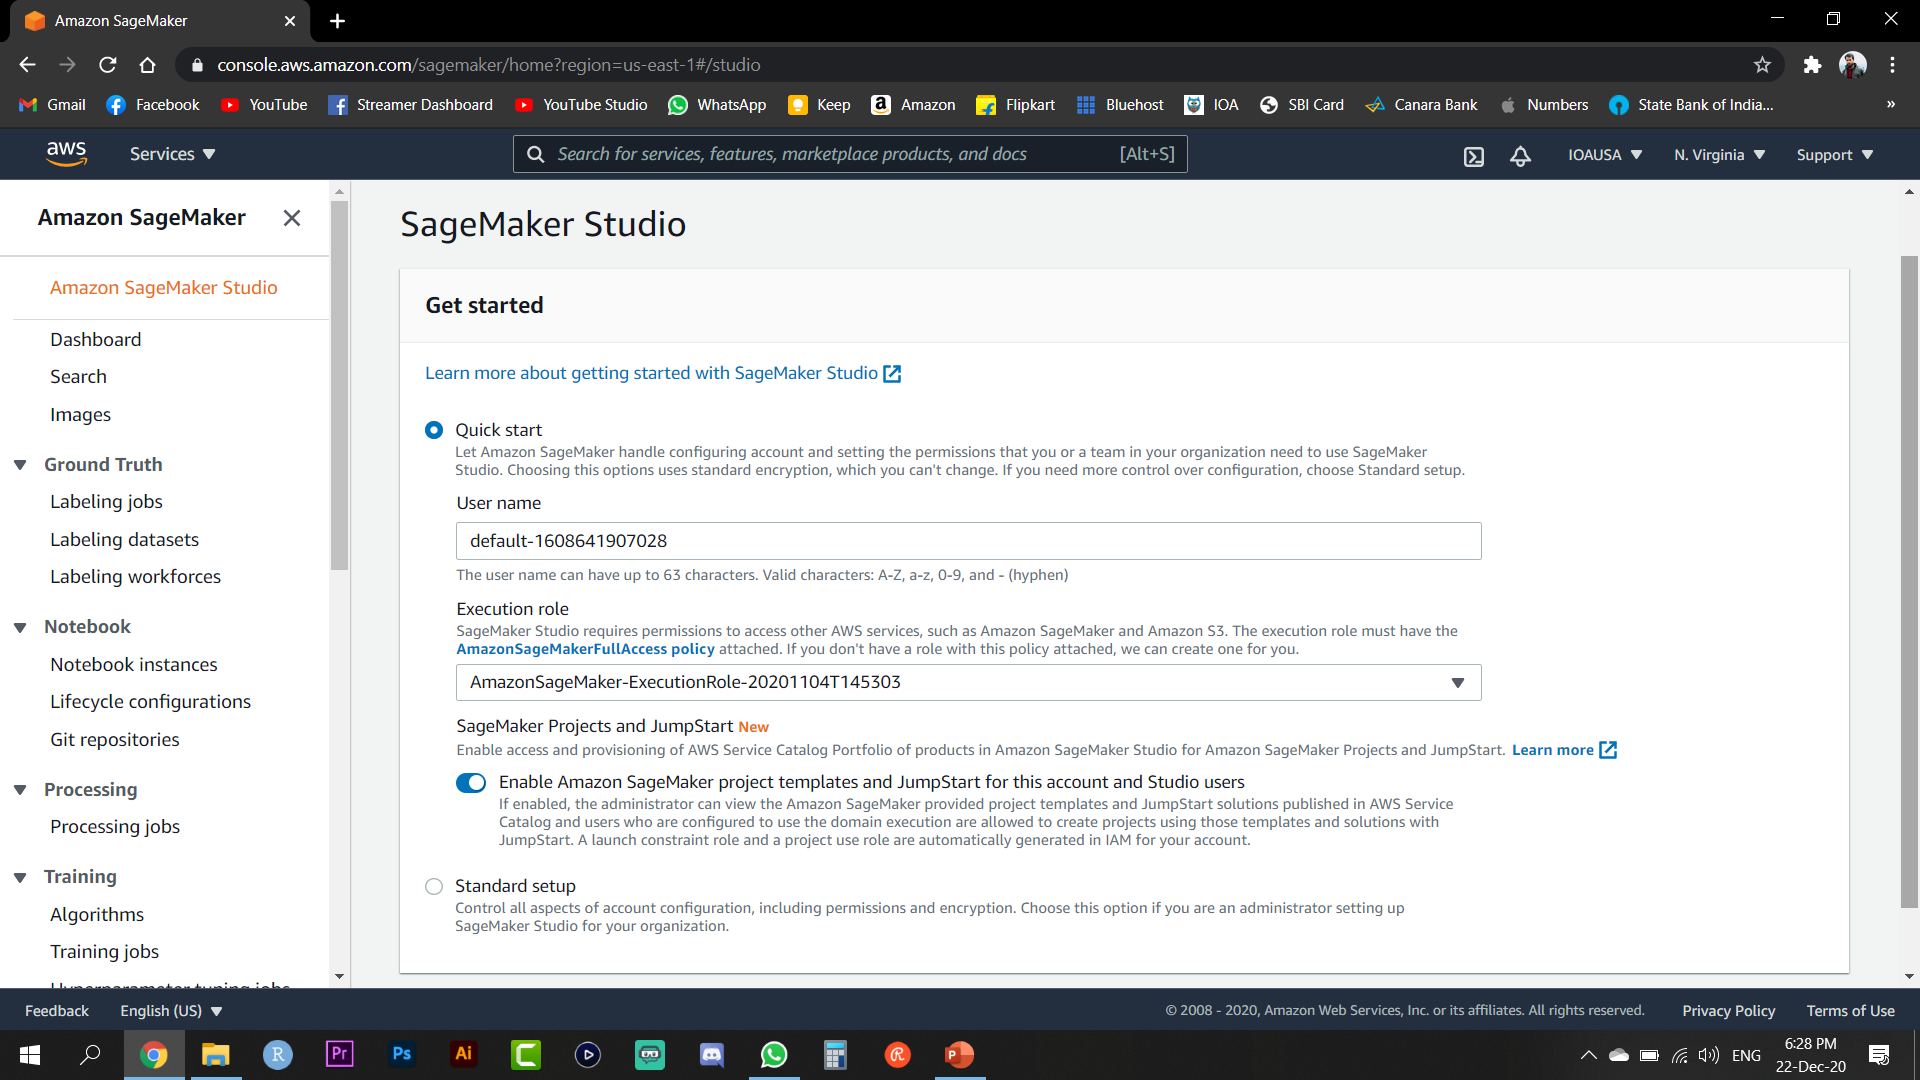 Amazon SageMaker
console.aws.amazon.com/sagemaker/home?region=us-east-1#/studio
Gmail Facebook YouTube Streamer Dashboard YouTube Studio WhatsApp Keep Amazon Flipkart Bluehost IOA SBI Card Canara Bank Numbers State Bank of India... »
aws Services Search for services, features, marketplace products, and docs [Alt+S] IOAUSA N. Virginia Support
Amazon SageMaker
Amazon SageMaker Studio
Dashboard
Search
Images
Ground Truth
Labeling jobs
Labeling datasets
Labeling workforces
Notebook
Notebook instances
Lifecycle configurations
Git repositories
Processing
Processing jobs
Training
Algorithms
Training jobs
Hyperparameter tuning jobs
SageMaker Studio
Get started
Learn more about getting started with SageMaker Studio
Quick start
Let Amazon SageMaker handle configuring account and setting the permissions that you or a team in your organization need to use SageMaker
Studio. Choosing this options uses standard encryption, which you can't change. If you need more control over configuration, choose Standard setup.
User name
default-1608641907028
The user name can have up to 63 characters. Valid characters: A-Z, a-z, 0-9, and - (hyphen)
Execution role
SageMaker Studio requires permissions to access other AWS services, such as Amazon SageMaker and Amazon S3. The execution role must have the
AmazonSageMakerFullAccess policy attached. If you don't have a role with this policy attached, we can create one for you.
AmazonSageMaker-ExecutionRole-20201104T145303
SageMaker Projects and JumpStart New
Enable access and provisioning of AWS Service Catalog Portfolio of products in Amazon SageMaker Studio for Amazon SageMaker Projects and JumpStart. Learn more
Enable Amazon SageMaker project templates and JumpStart for this account and Studio users
If enabled, the administrator can view the Amazon SageMaker provided project templates and JumpStart solutions published in AWS Service
Catalog and users who are configured to use the domain execution are allowed to create projects using those templates and solutions with
JumpStart. A launch constraint role and a project use role are automatically generated in IAM for your account.
Standard setup
Control all aspects of account configuration, including permissions and encryption. Choose this option if you are an administrator setting up
SageMaker Studio for your organization.
Feedback English (US) © 2008 - 2020, Amazon Web Services, Inc. or its affiliates. All rights reserved. Privacy Policy Terms of Use
R Pr Ps Ai C P ENG
6:28 PM
22-Dec-20